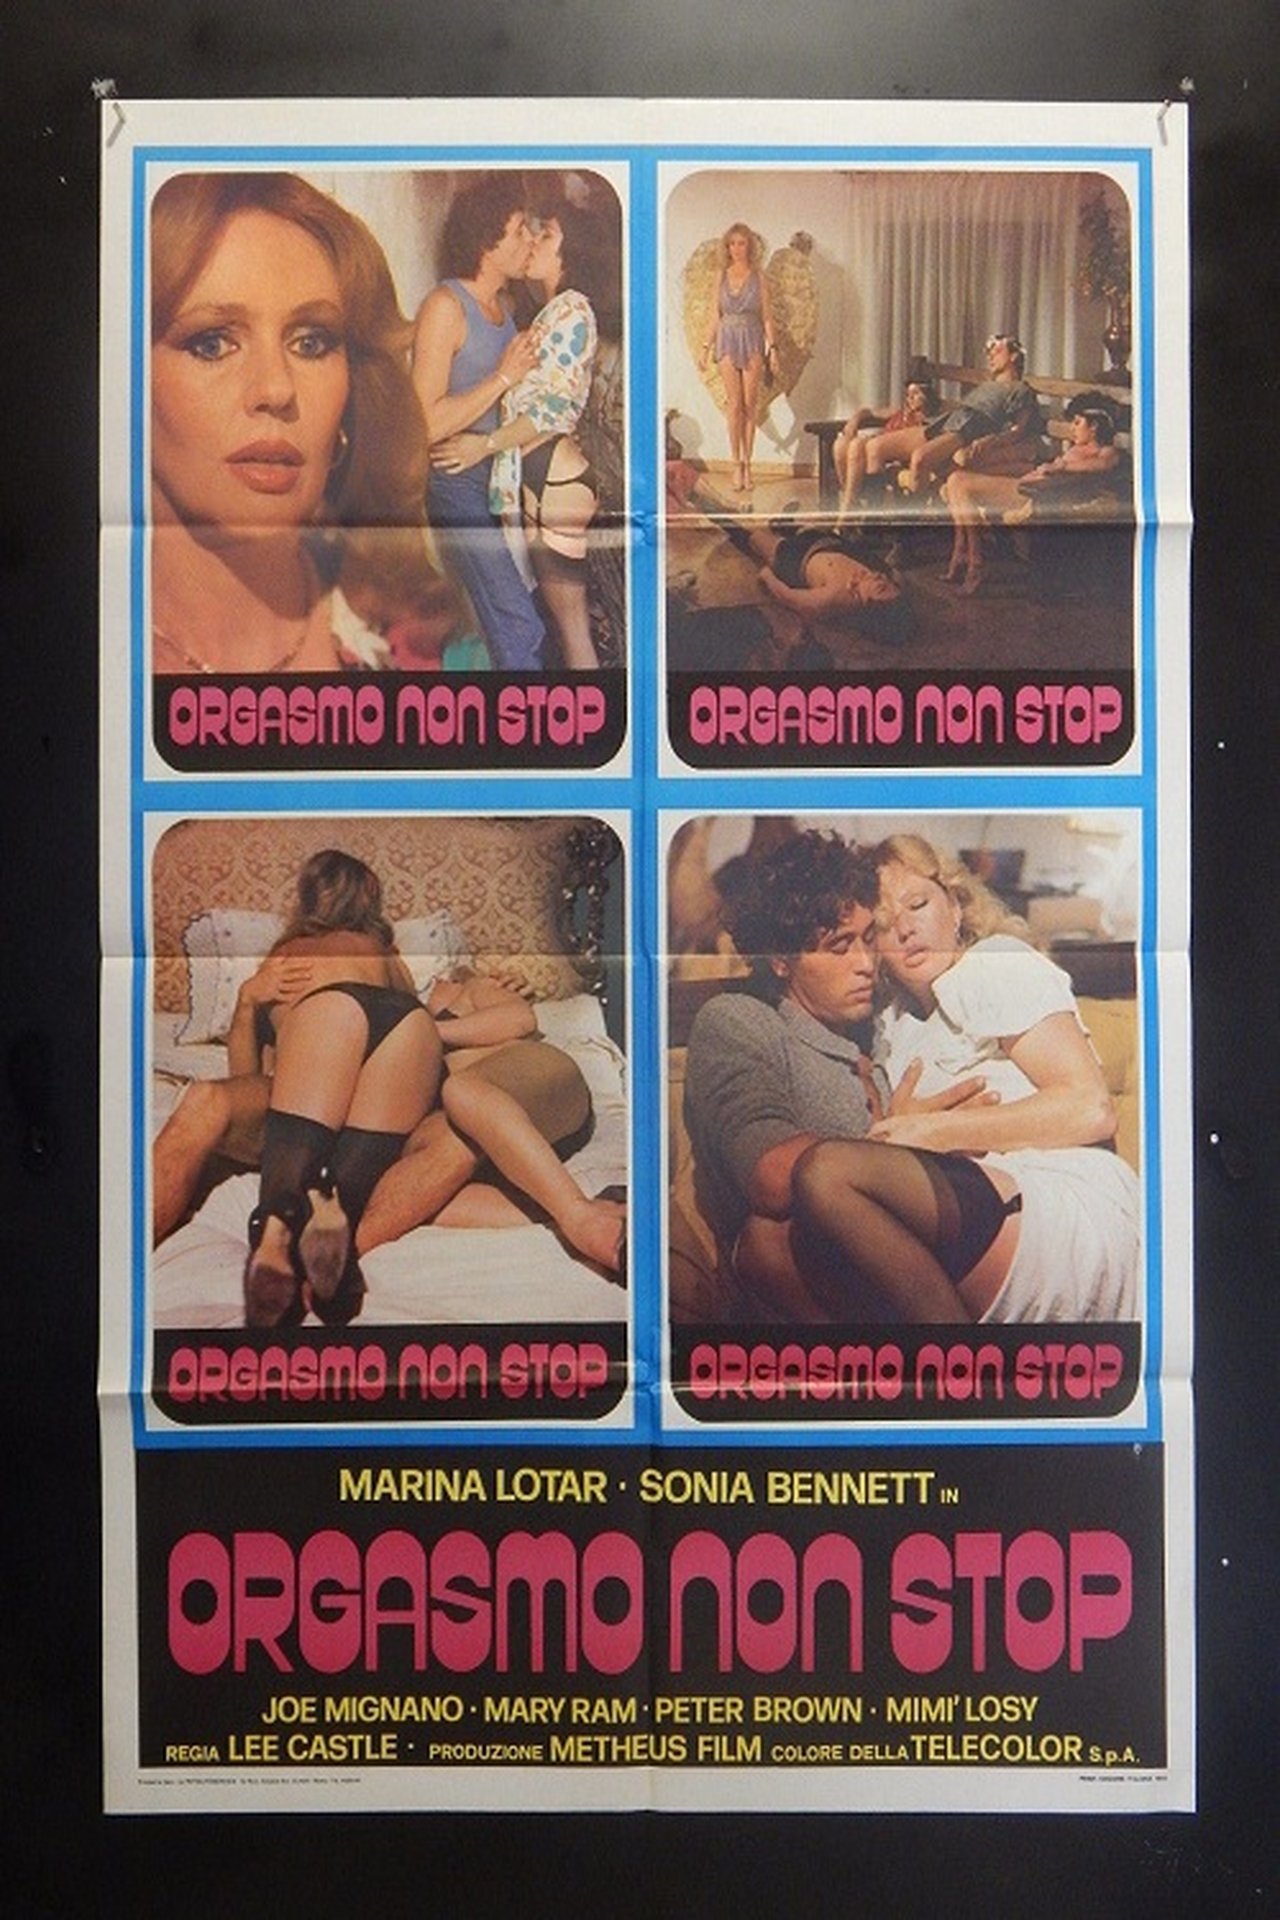 ORGASMO NON STOP
ORGASMO NON STOP
ORGASMO NON STOP
ORGASMO NON STOP
MARINA LOTAR · SONIA BENNETT IN
ORGASMO NON STOP
JOE MIGNANO · MARY RAM · PETER BROWN · MIMI' LOSY
REGIA LEE CASTLE · PRODUZIONE METHEUS FILM COLORE DELLA TELECOLOR S.p.A.